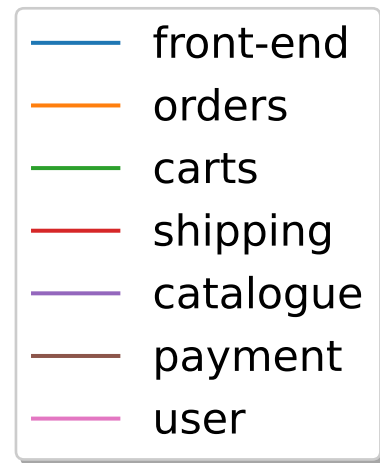 front-end
orders
carts
shipping
catalogue
payment
user